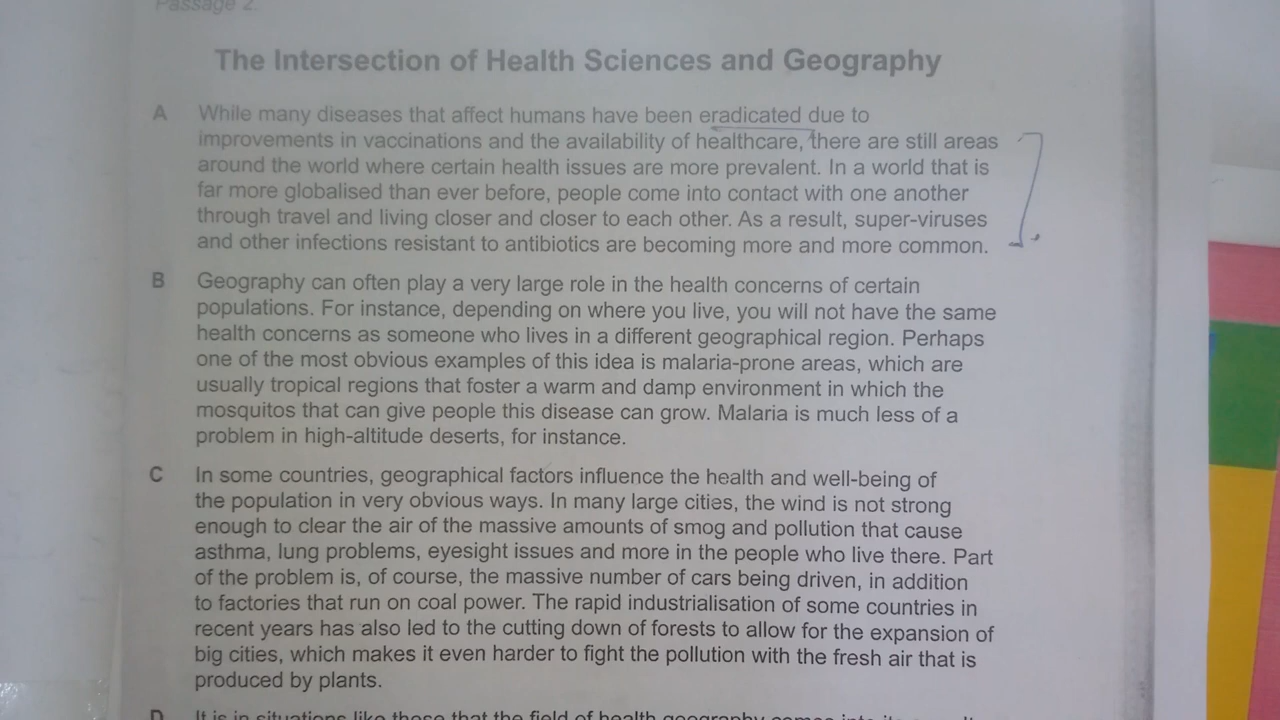 Passage 2.
The Intersection of Health Sciences and Geography
A While many diseases that affect humans have been eradicated due to
improvements in vaccinations and the availability of healthcare, there are still areas
around the world where certain health issues are more prevalent. In a world that is
far more globalised than ever before, people come into contact with one another
through travel and living closer and closer to each other. As a result, super-viruses
and other infections resistant to antibiotics are becoming more and more common.
B Geography can often play a very large role in the health concerns of certain
populations. For instance, depending on where you live, you will not have the same
health concerns as someone who lives in a different geographical region. Perhaps
one of the most obvious examples of this idea is malaria-prone areas, which are
usually tropical regions that foster a warm and damp environment in which the
mosquitos that can give people this disease can grow. Malaria is much less of a
problem in high-altitude deserts, for instance.
C In some countries, geographical factors influence the health and well-being of
the population in very obvious ways. In many large cities, the wind is not strong
enough to clear the air of the massive amounts of smog and pollution that cause
asthma, lung problems, eyesight issues and more in the people who live there. Part
of the problem is, of course, the massive number of cars being driven, in addition
to factories that run on coal power. The rapid industrialisation of some countries in
recent years has also led to the cutting down of forests to allow for the expansion of
big cities, which makes it even harder to fight the pollution with the fresh air that is
produced by plants.
D It is in situations like these that the field of health geography comes into its